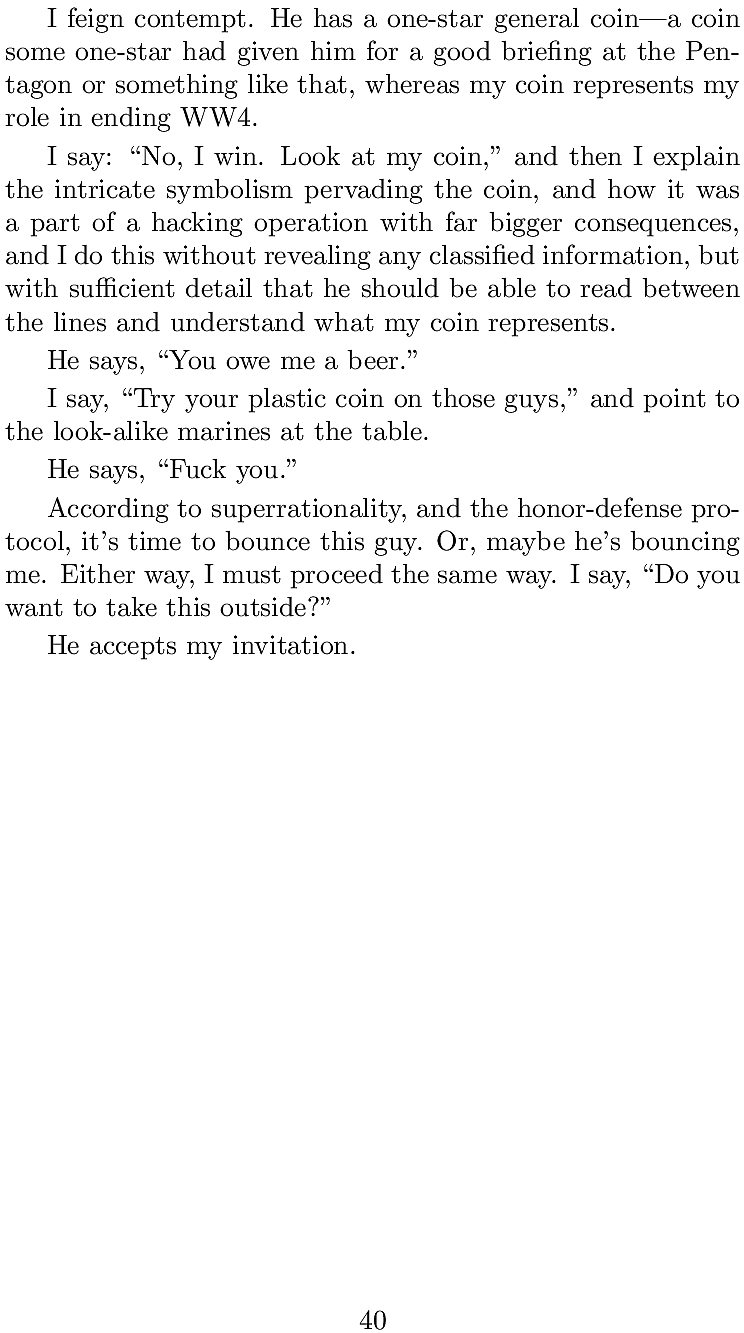 I feign contempt. He has a one-star general coin—a coin
some one-star had given him for a good briefing at the Pen-
tagon or something like that, whereas my coin represents my
role in ending WW4.
I say: “No, I win. Look at my coin,” and then I explain
the intricate symbolism pervading the coin, and how it was
a part of a hacking operation with far bigger consequences,
and I do this without revealing any classified information, but
with sufficient detail that he should be able to read between
the lines and understand what my coin represents.
He says, “You owe me a beer.”
I say, “Try your plastic coin on those guys,” and point to
the look-alike marines at the table.
He says, “Fuck you.”
According to superrationality, and the honor-defense pro-
tocol, it’s time to bounce this guy. Or, maybe he’s bouncing
me. Either way, I must proceed the same way. I say, “Do you
want to take this outside?”
He accepts my invitation.
40